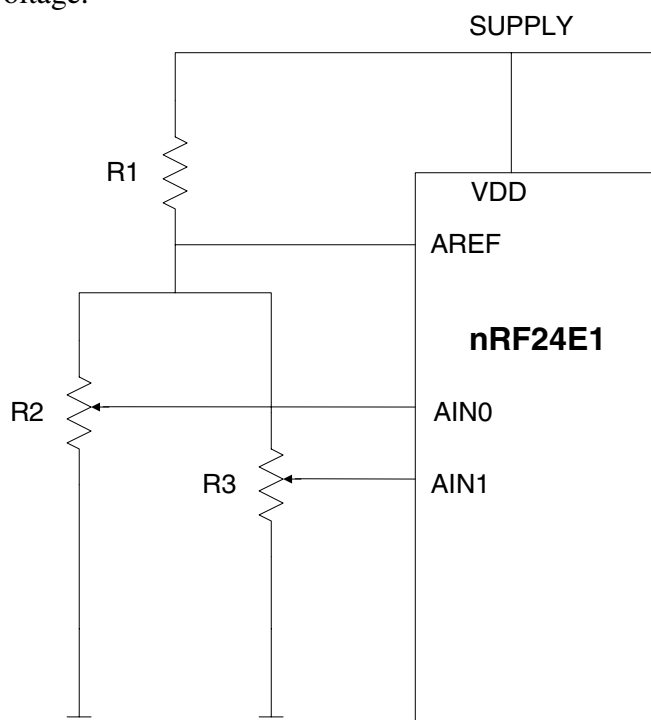 SUPPLY
R1
VDD
AREF
nRF24E1
R2
AIN0
R3
AIN1